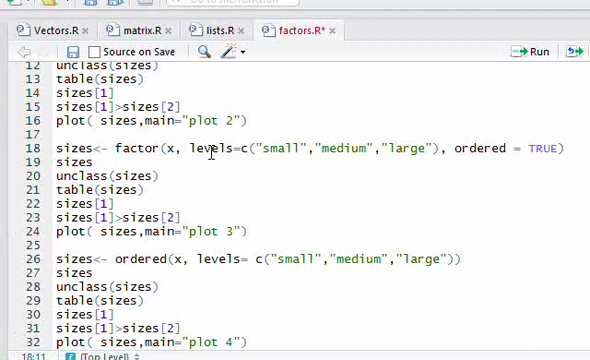 Go to file/function
Vectors.R × matrix.R × lists.R × factors.R* ×
Source on Save Run
12 unclass(sizes)
13 table(sizes)
14 sizes[1]
15 sizes[1]>sizes[2]
16 plot( sizes,main="plot 2")
17
18 sizes<- factor(x, levels=c("small","medium","large"), ordered = TRUE)
19 sizes
20 unclass(sizes)
21 table(sizes)
22 sizes[1]
23 sizes[1]>sizes[2]
24 plot( sizes,main="plot 3")
25
26 sizes<- ordered(x, levels= c("small","medium","large"))
27 sizes
28 unclass(sizes)
29 table(sizes)
30 sizes[1]
31 sizes[1]>sizes[2]
32 plot( sizes,main="plot 4")
18:11 (Top Level)